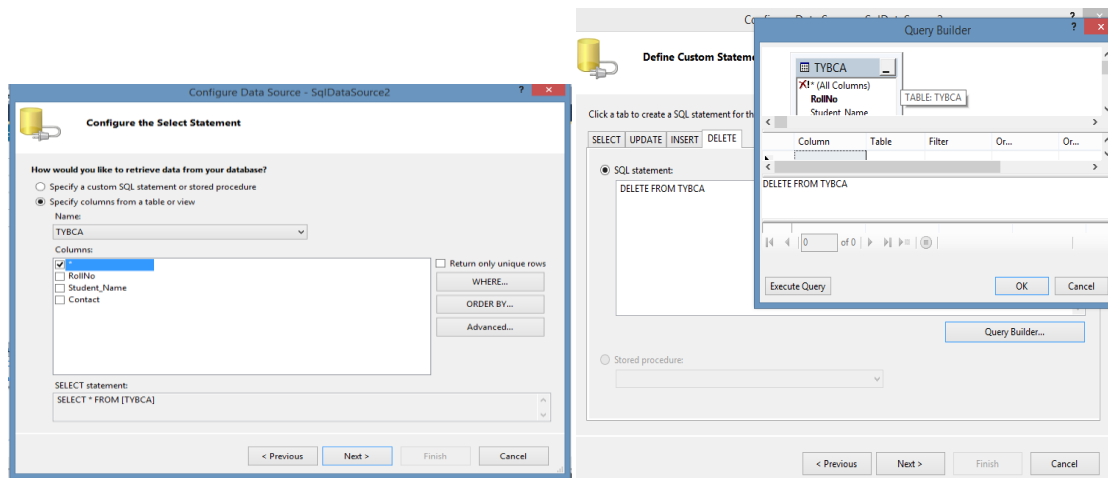 Configure Data Source - SqlDataSource2
?
×
Configure the Select Statement
How would you like to retrieve data from your database?
Specify a custom SQL statement or stored procedure
Specify columns from a table or view
Name:
TYBCA
Columns:
*
RollNo
Student_Name
Contact
Return only unique rows
WHERE...
ORDER BY...
Advanced...
SELECT statement:
SELECT * FROM [TYBCA]
< Previous
Next >
Finish
Cancel
?
Define Custom Stateme
Click a tab to create a SQL statement for th
SELECT UPDATE INSERT DELETE
SQL statement:
DELETE FROM TYBCA
Query Builder...
Stored procedure:
< Previous
Next >
Finish
Cancel
Query Builder
?
×
TYBCA
* (All Columns)
RollNo
Student Name
TABLE: TYBCA
Column Table Filter Or... Or...
DELETE FROM TYBCA
0 of 0
Execute Query
OK
Cancel